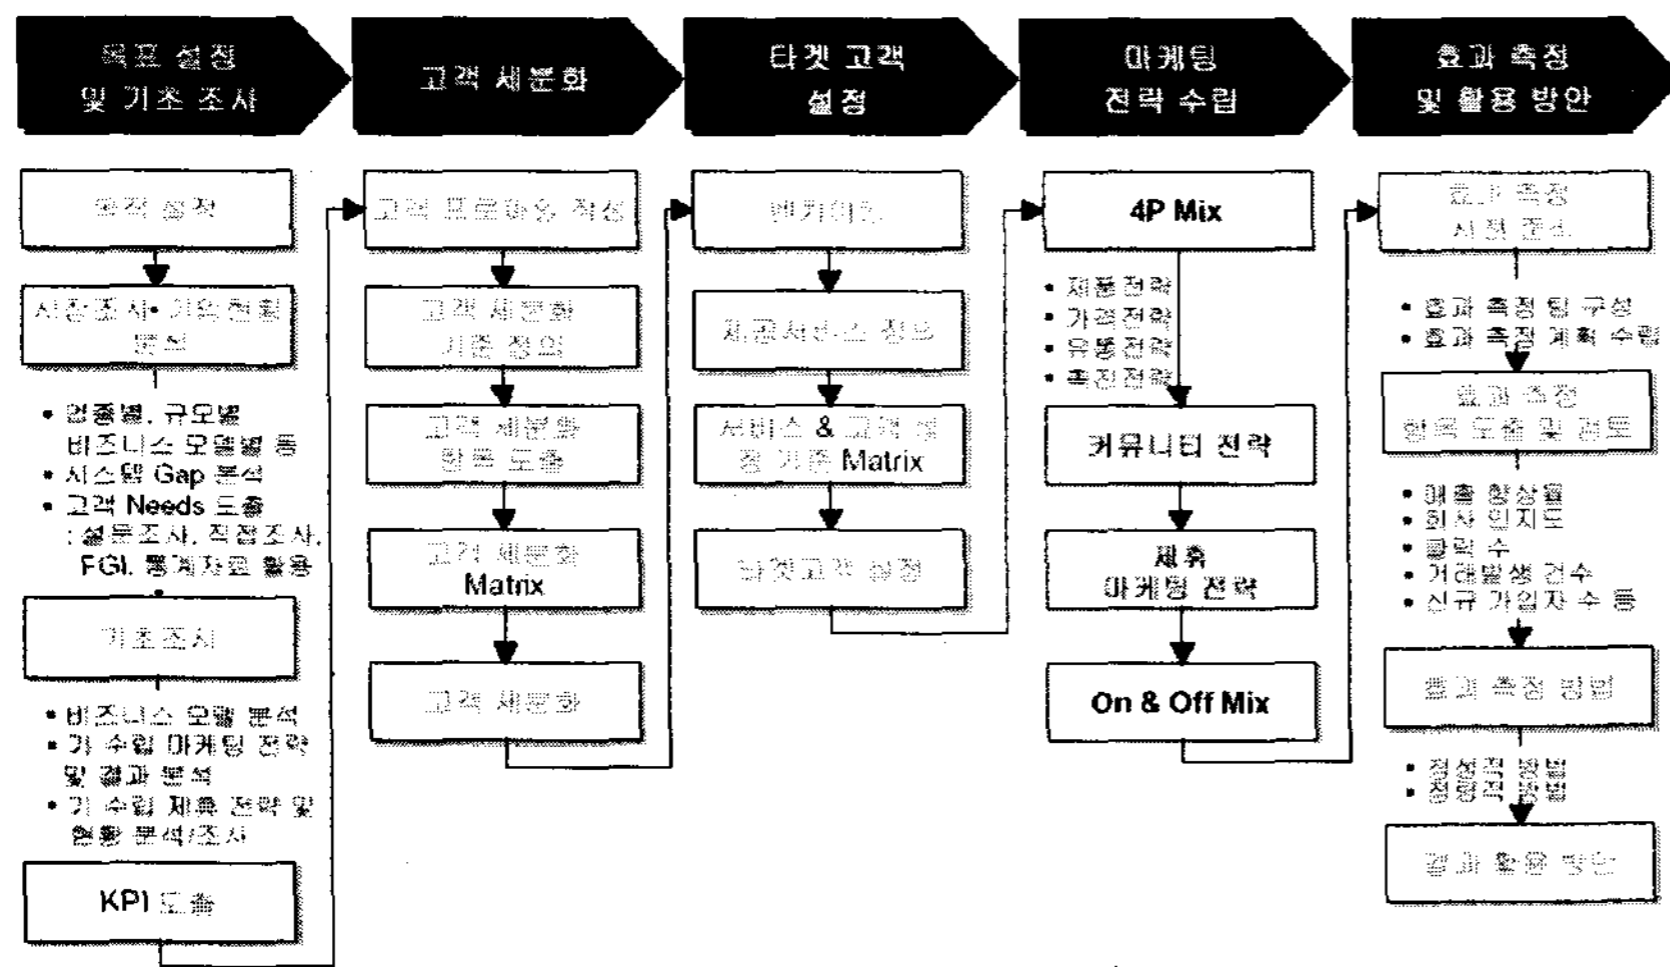 목표 설정
및 기초 조사
고객 세분화
타겟 고객
설정
마케팅
전략 수립
효과 측정
및 활용 방안
목적 설정
시장조사•기업현황
분석
• 업종별, 규모별
비즈니스 모델별 등
• 시스템 Gap 분석
• 고객 Needs 도출
: 설문조사, 직접조사,
FGI, 통계자료 활용
기초조사
• 비즈니스 모델 분석
• 기 수립 마케팅 전략
및 결과 분석
• 기 수립 제휴 전략 및
현황 분석/조사
KPI 도출
고객 프로파일 작성
고객 세분화
기준 정의
고객 세분화
항목 도출
고객 세분화
Matrix
고객 세분화
벤치마킹
제공서비스 정의
서비스 & 고객 설
정 기준 Matrix
타겟고객 설정
4P Mix
• 제품전략
• 가격전략
• 유통전략
• 촉진전략
커뮤니티 전략
제휴
마케팅 전략
On & Off Mix
효과 측정
사전 준비
• 효과 측정 팀 구성
• 효과 측정 계획 수립
효과 측정
항목 도출 및 검토
• 매출 향상율
• 회사 인지도
• 클릭 수
• 거래발생 건수
• 신규 가입자 수 등
효과 측정 방법
• 정성적 방법
• 정량적 방법
결과 활용 방안